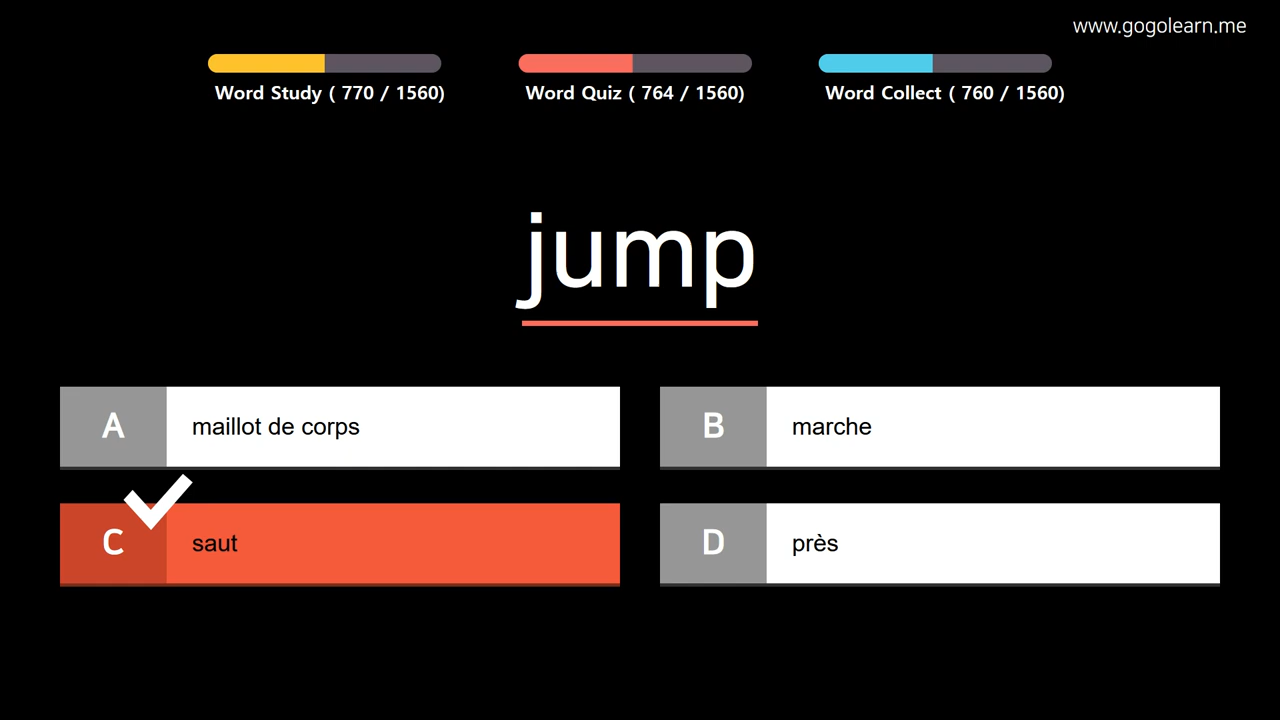 www.gogolearn.me
Word Study ( 770 / 1560)
Word Quiz ( 764 / 1560)
Word Collect ( 760 / 1560)
jump
A maillot de corps
B marche
C saut
D près